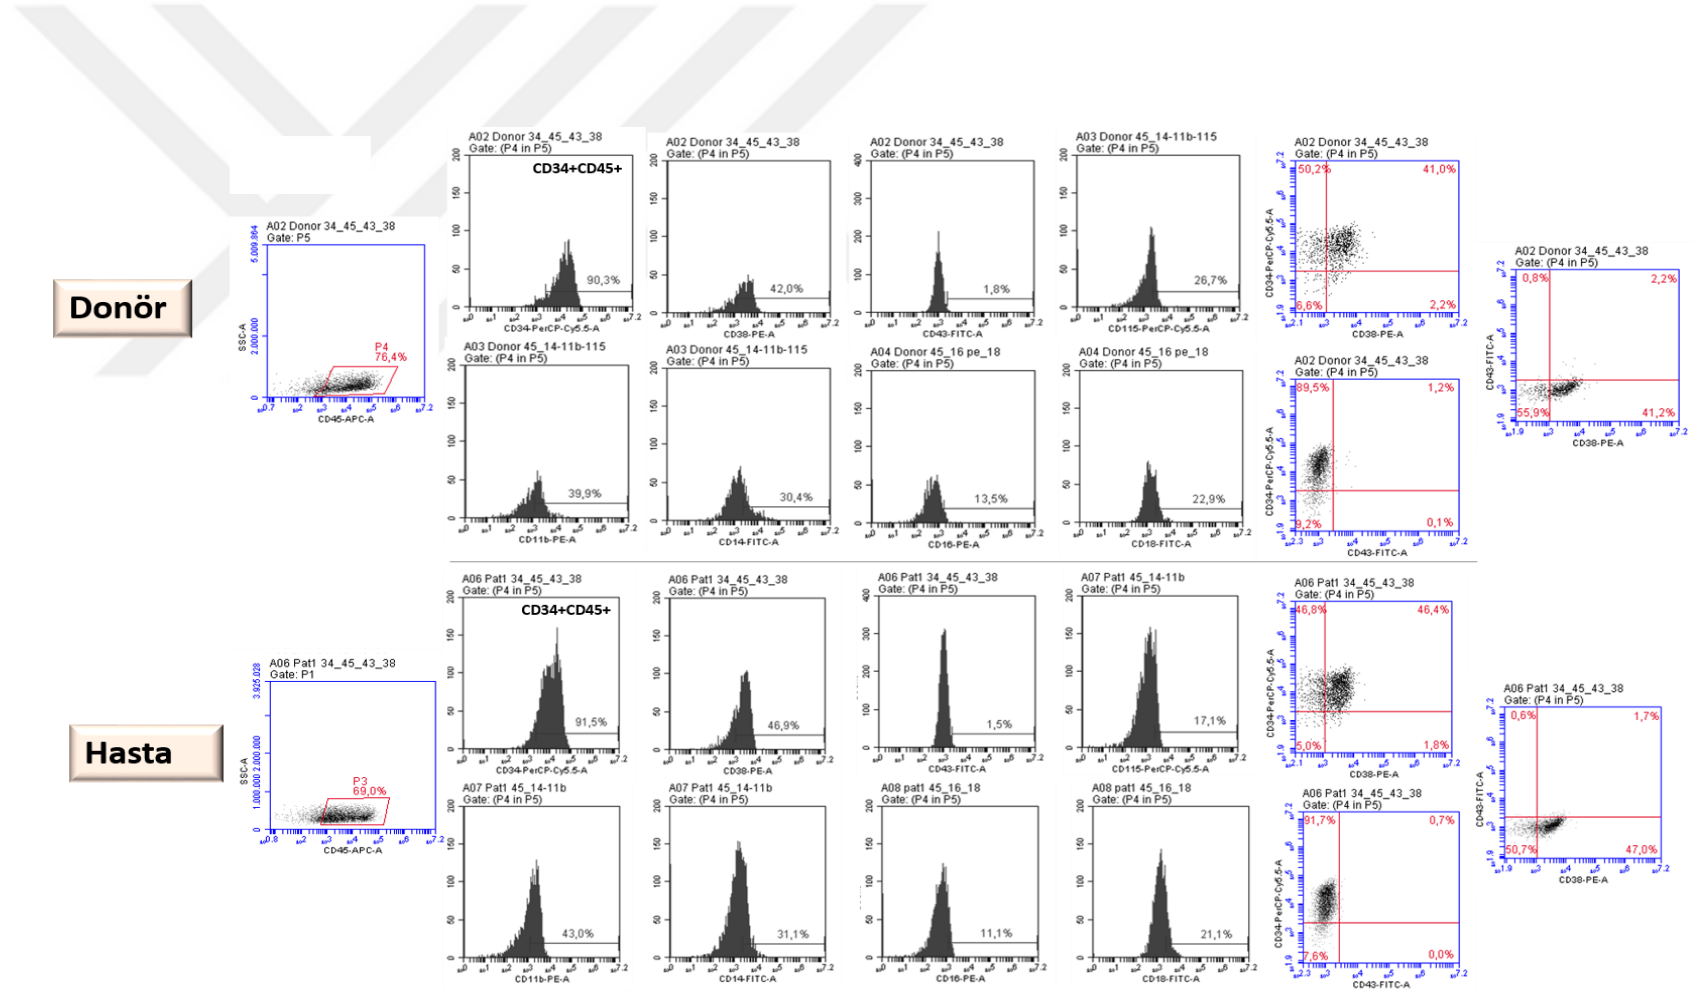 Donör
A02 Donor 34_45_43_38
Gate: P5
P4
76,4%
SSC-A
CD45-APC-A
A02 Donor 34_45_43_38
Gate: (P4 in P5)
CD34+CD45+
90,3%
CD34-PerCP-Cy5.5-A
A02 Donor 34_45_43_38
Gate: (P4 in P5)
42,0%
CD38-PE-A
A02 Donor 34_45_43_38
Gate: (P4 in P5)
1,8%
CD43-FITC-A
A03 Donor 45_14-11b-115
Gate: (P4 in P5)
26,7%
CD115-PerCP-Cy5.5-A
A02 Donor 34_45_43_38
Gate: (P4 in P5)
50,2%
41,0%
6,6%
2,2%
CD34-PerCP-Cy5.5-A
CD38-PE-A
A03 Donor 45_14-11b-115
Gate: (P4 in P5)
39,9%
CD11b-PE-A
A03 Donor 45_14-11b-115
Gate: (P4 in P5)
30,4%
CD14-FITC-A
A04 Donor 45_16 pe_18
Gate: (P4 in P5)
13,5%
CD16-PE-A
A04 Donor 45_16 pe_18
Gate: (P4 in P5)
22,9%
CD18-FITC-A
A02 Donor 34_45_43_38
Gate: (P4 in P5)
89,5%
1,2%
9,2%
0,1%
CD34-PerCP-Cy5.5-A
CD43-FITC-A
A02 Donor 34_45_43_38
Gate: (P4 in P5)
0,8%
2,2%
55,9%
41,2%
CD43-FITC-A
CD38-PE-A
Hasta
A06 Pat1 34_45_43_38
Gate: P1
P3
69,0%
SSC-A
CD45-APC-A
A06 Pat1 34_45_43_38
Gate: (P4 in P5)
CD34+CD45+
91,5%
CD34-PerCP-Cy5.5-A
A06 Pat1 34_45_43_38
Gate: (P4 in P5)
46,9%
CD38-PE-A
A06 Pat1 34_45_43_38
Gate: (P4 in P5)
1,5%
CD43-FITC-A
A07 Pat1 45_14-11b
Gate: (P4 in P5)
17,1%
CD115-PerCP-Cy5.5-A
A06 Pat1 34_45_43_38
Gate: (P4 in P5)
46,8%
46,4%
5,0%
1,8%
CD34-PerCP-Cy5.5-A
CD38-PE-A
A07 Pat1 45_14-11b
Gate: (P4 in P5)
43,0%
CD11b-PE-A
A07 Pat1 45_14-11b
Gate: (P4 in P5)
31,1%
CD14-FITC-A
A08 pat1 45_16_18
Gate: (P4 in P5)
11,1%
CD16-PE-A
A08 pat1 45_16_18
Gate: (P4 in P5)
21,1%
CD18-FITC-A
A06 Pat1 34_45_43_38
Gate: (P4 in P5)
91,7%
0,7%
7,6%
0,0%
CD34-PerCP-Cy5.5-A
CD43-FITC-A
A06 Pat1 34_45_43_38
Gate: (P4 in P5)
0,6%
1,7%
50,7%
47,0%
CD43-FITC-A
CD38-PE-A